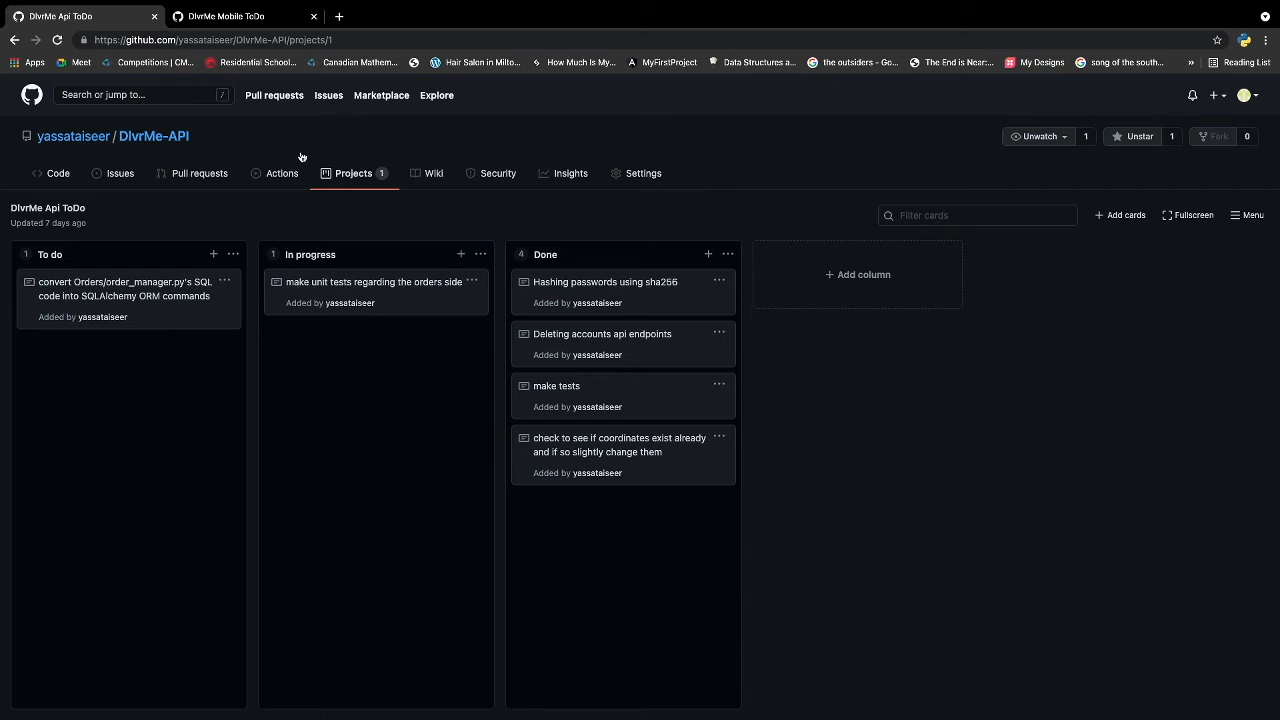 DlvrMe Api ToDo
DlvrMe Mobile ToDo
https://github.com/yassataiseer/DlvrMe-API/projects/1
Apps
Meet
Competitions | CM...
Residential School...
Canadian Mathem...
Hair Salen in Milto...
How Much Is My...
MyFirstProject
Data Structures a...
the outsiders - Go...
The End is Near:...
My Designs
song of the south...
»
Reading List
Search or jump to...
/
Pull requests
Issues
Marketplace
Explore
yassataiseer / DlvrMe-API
Unwatch
1
Unstar
1
Fork
0
Code
Issues
Pull requests
Actions
Projects 1
Wiki
Security
Insights
Settings
DlvrMe Api ToDo
Updated 7 days ago
Filter cards
+ Add cards
Fullscreen
Menu
1 To do
convert Orders/order_manager.py's SQL
code into SQLAlchemy ORM commands
Added by yassataiseer
1 In progress
make unit tests regarding the orders side
Added by yassataiseer
4 Done
Hashing passwords using sha256
Added by yassataiseer
Deleting accounts api endpoints
Added by yassataiseer
make tests
Added by yassataiseer
check to see if coordinates exist already
and if so slightly change them
Added by yassataiseer
+ Add column